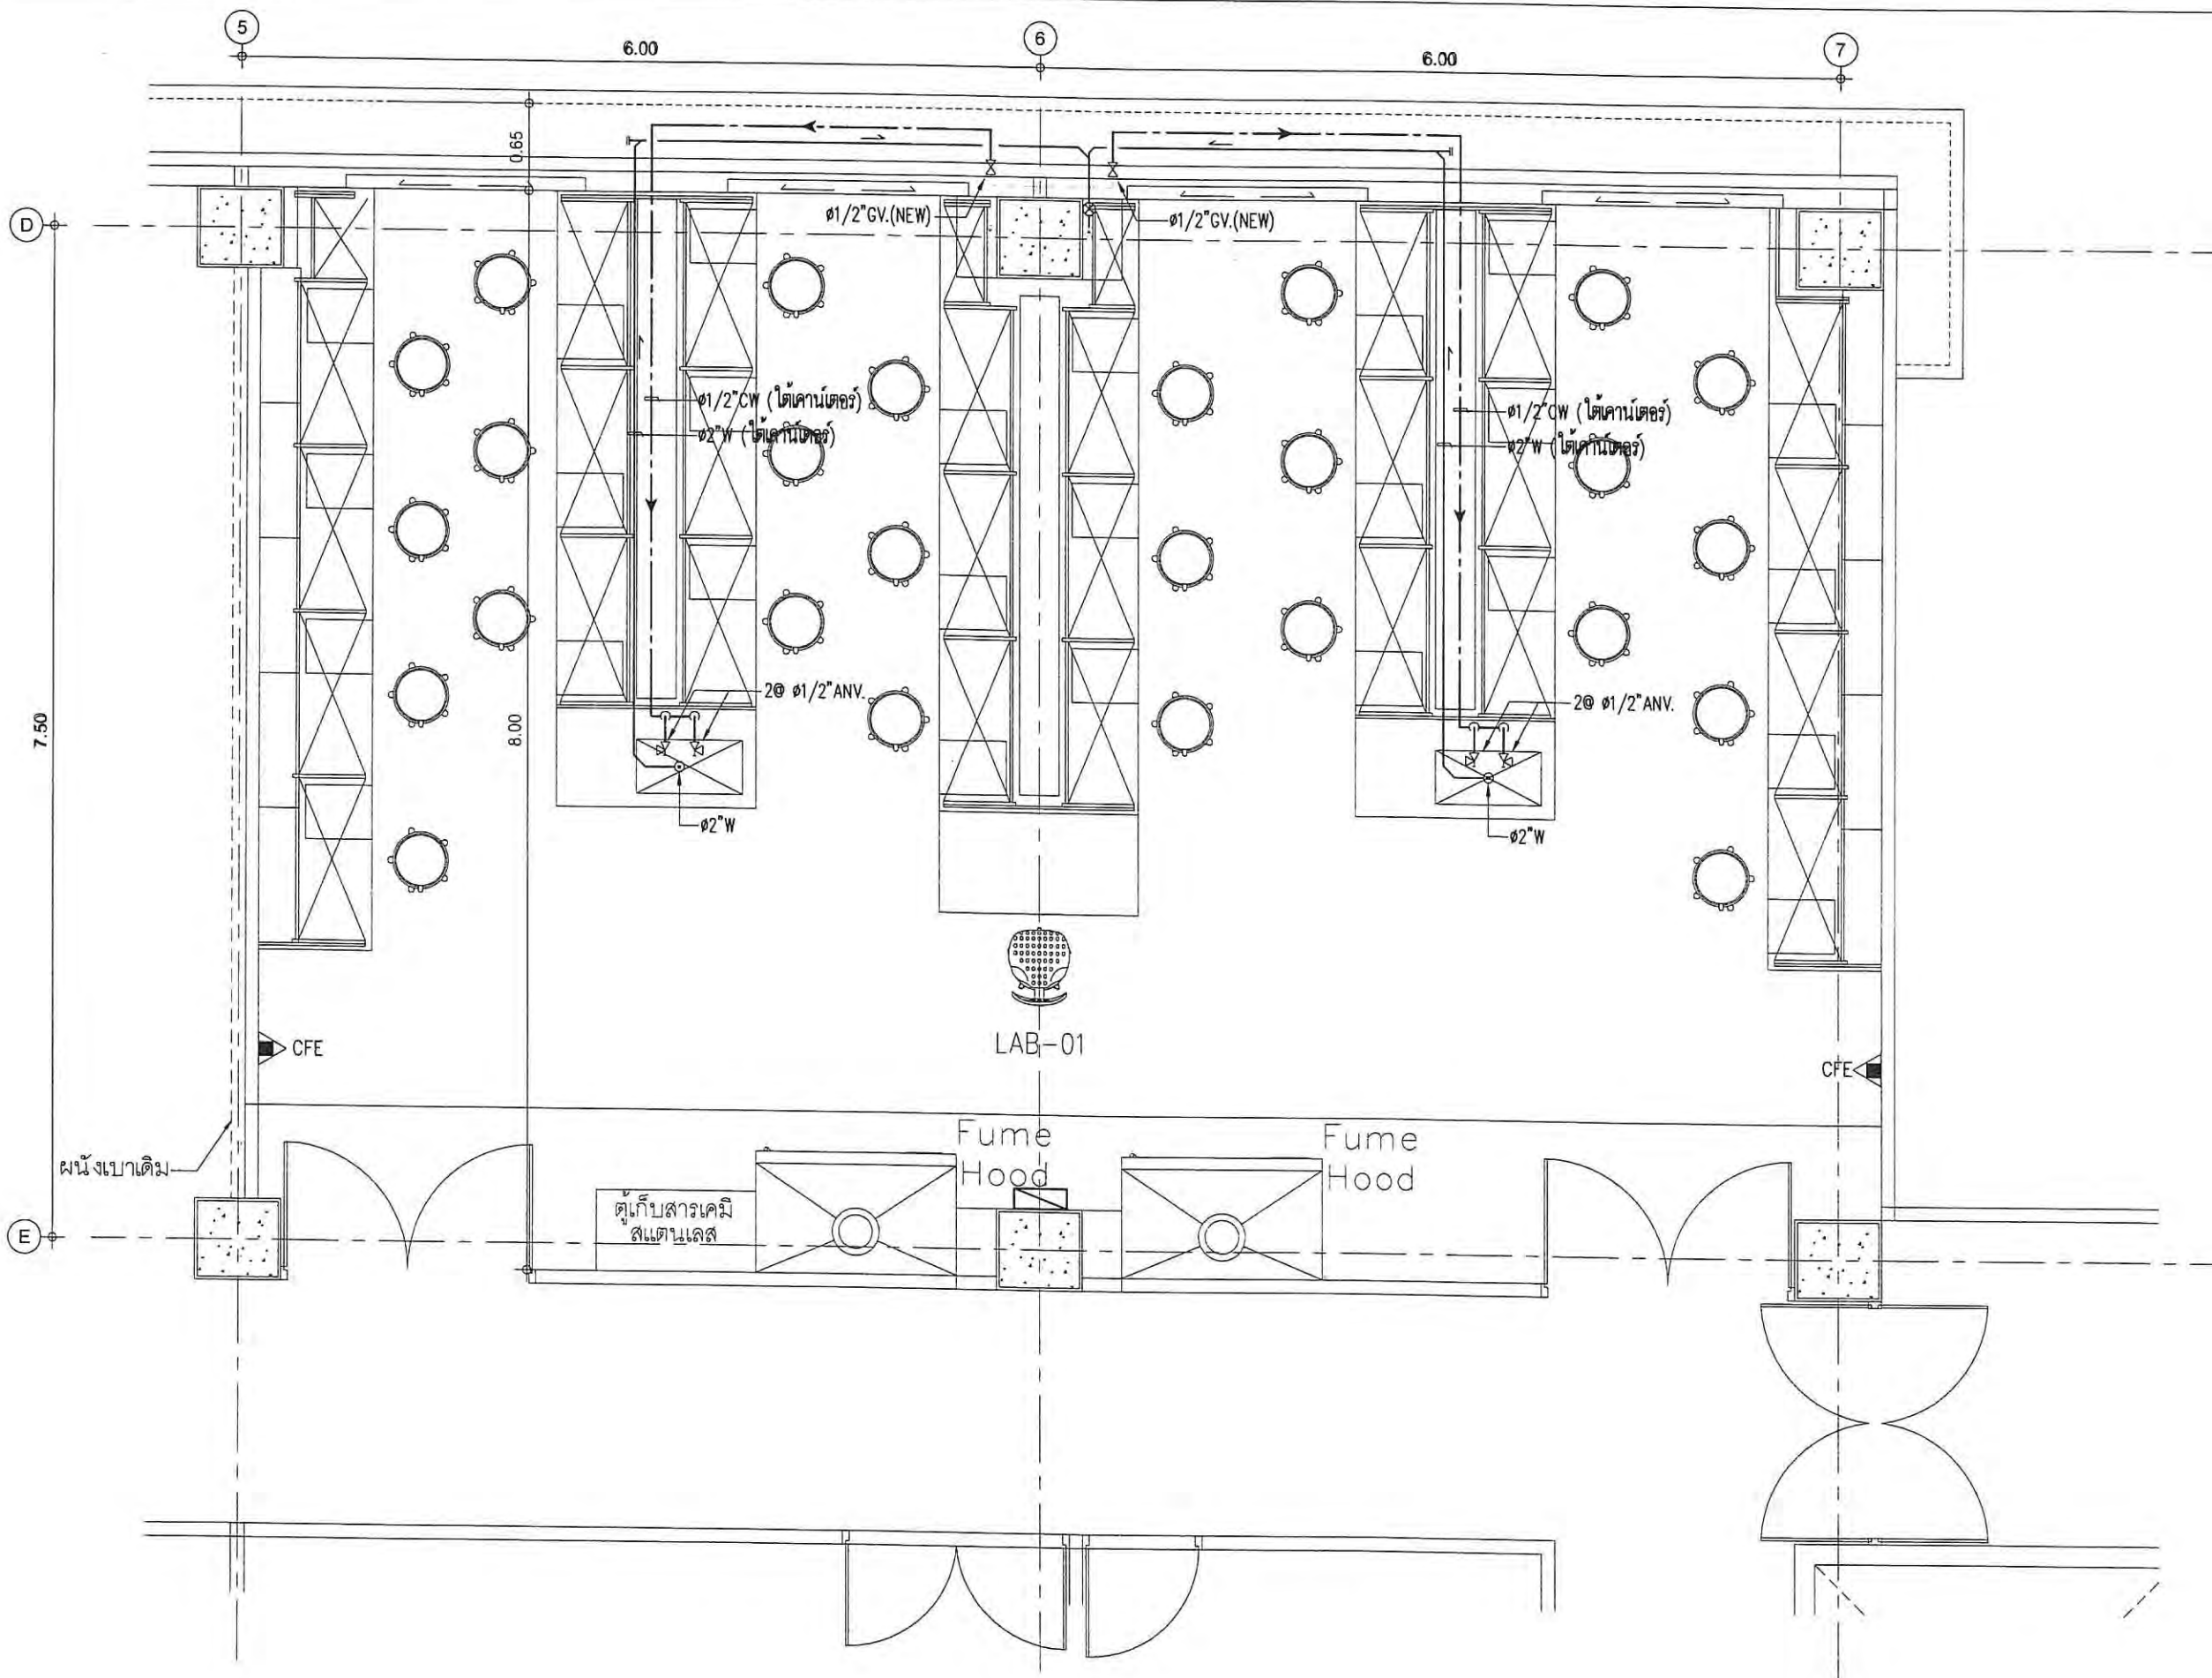 5
6
7
6.00
6.00
0.65
D
ø1/2"GV.(NEW)
ø1/2"GV.(NEW)
ø1/2"CW (ใต้เคาน์เตอร์)
ø2"W (ใต้เคาน์เตอร์)
ø1/2"CW (ใต้เคาน์เตอร์)
ø2"W (ใต้เคาน์เตอร์)
2@ ø1/2"ANV.
2@ ø1/2"ANV.
7.50
8.00
ø2"W
ø2"W
LAB-01
CFE
CFE
Fume
Hood
Fume
Hood
ผนังเบาเดิม
ตู้เก็บสารเคมี
สแตนเลส
E